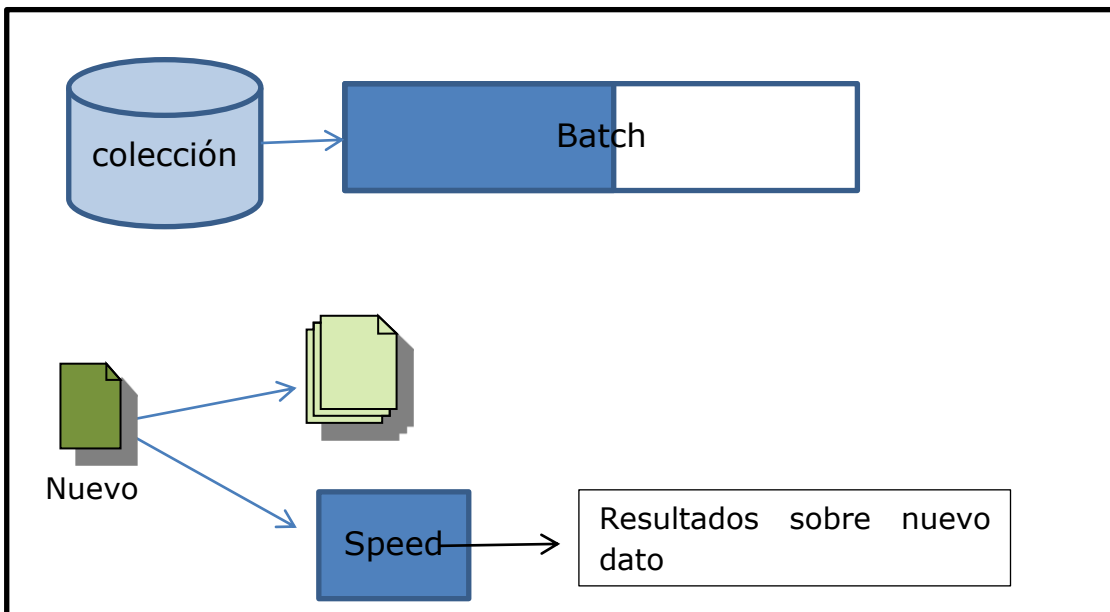 colección
Batch
Nuevo
Speed
Resultados sobre nuevo
dato